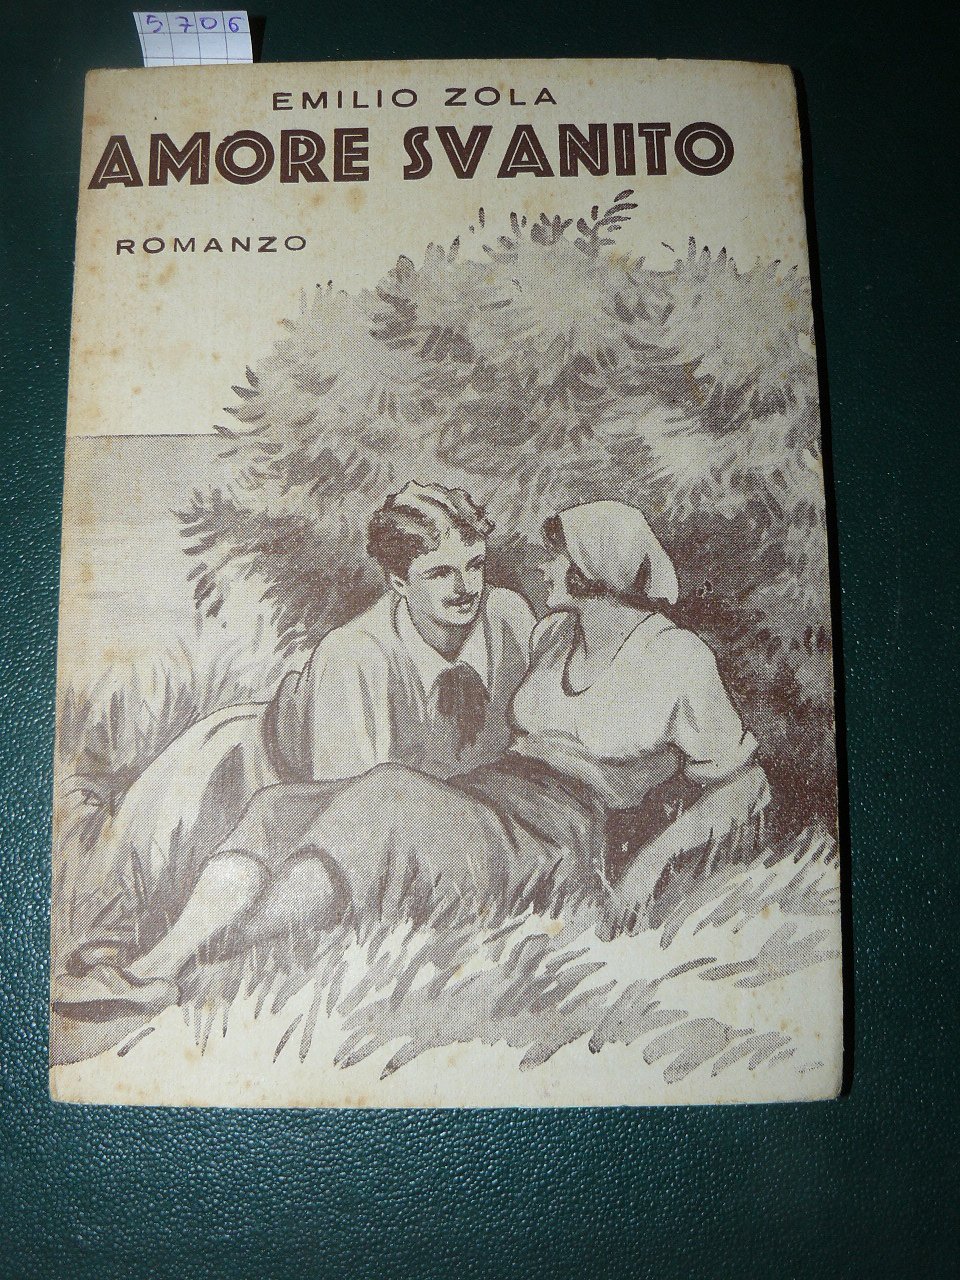 5706
EMILIO ZOLA
AMORE SVANITO
ROMANZO